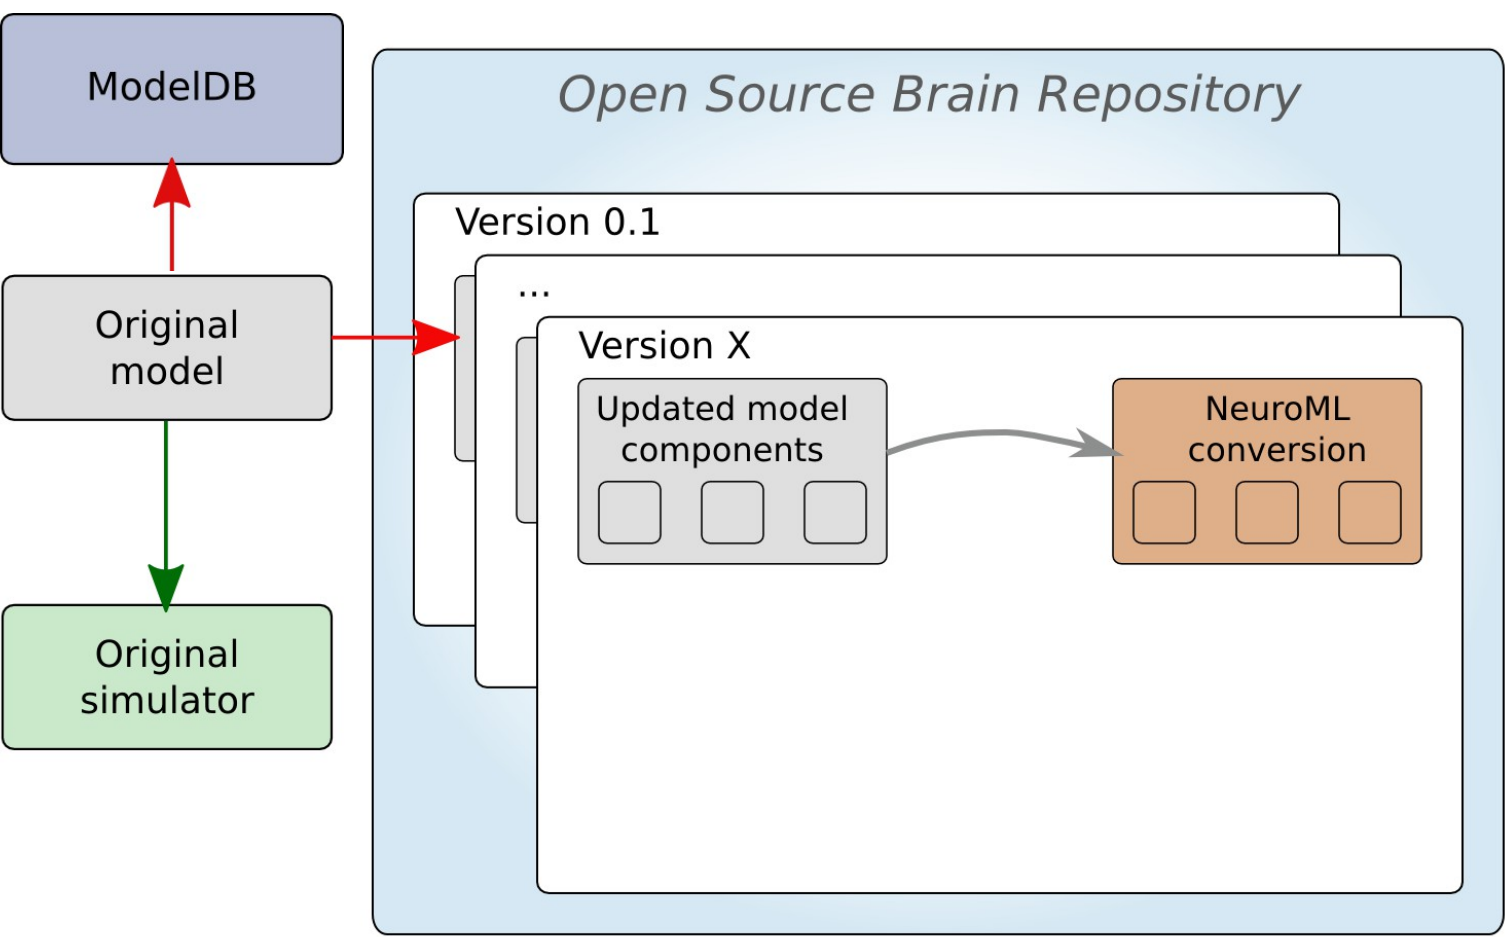 ModelDB
Open Source Brain Repository
Version 0.1
...
Original
model
Version X
Updated model
components
NeuroML
conversion
Original
simulator